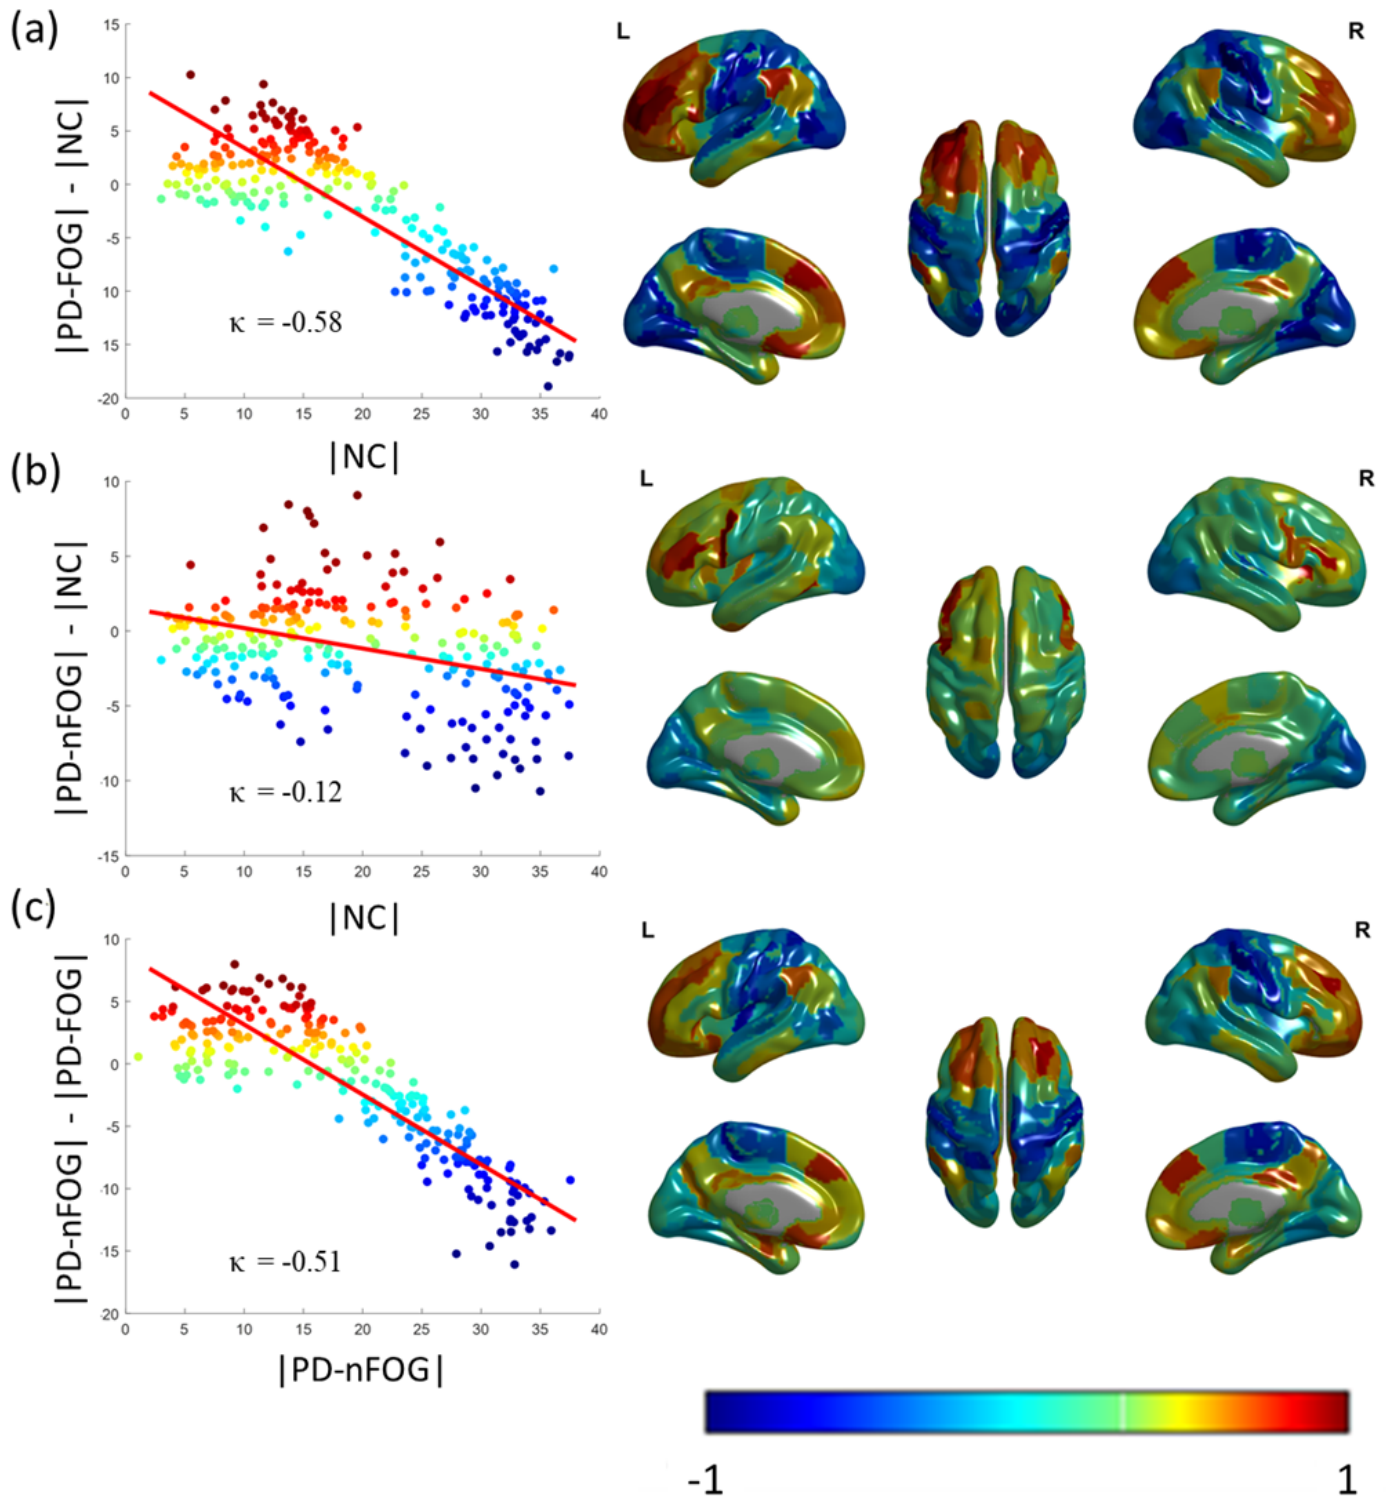 (a)
|PD-FOG| - |NC|
15
10
5
0
-5
10
15
-20
0 5 10 15 20 25 30 35 40
κ = -0.58
|NC|
L
R
(b)
|PD-nFOG| - |NC|
10
5
0
-5
-10
-15
0 5 10 15 20 25 30 35 40
κ = -0.12
|NC|
L
R
(c)
|PD-nFOG| - |PD-FOG|
10
5
0
-5
-10
-15
-20
0 5 10 15 20 25 30 35 40
κ = -0.51
|PD-nFOG|
L
R
-1 1